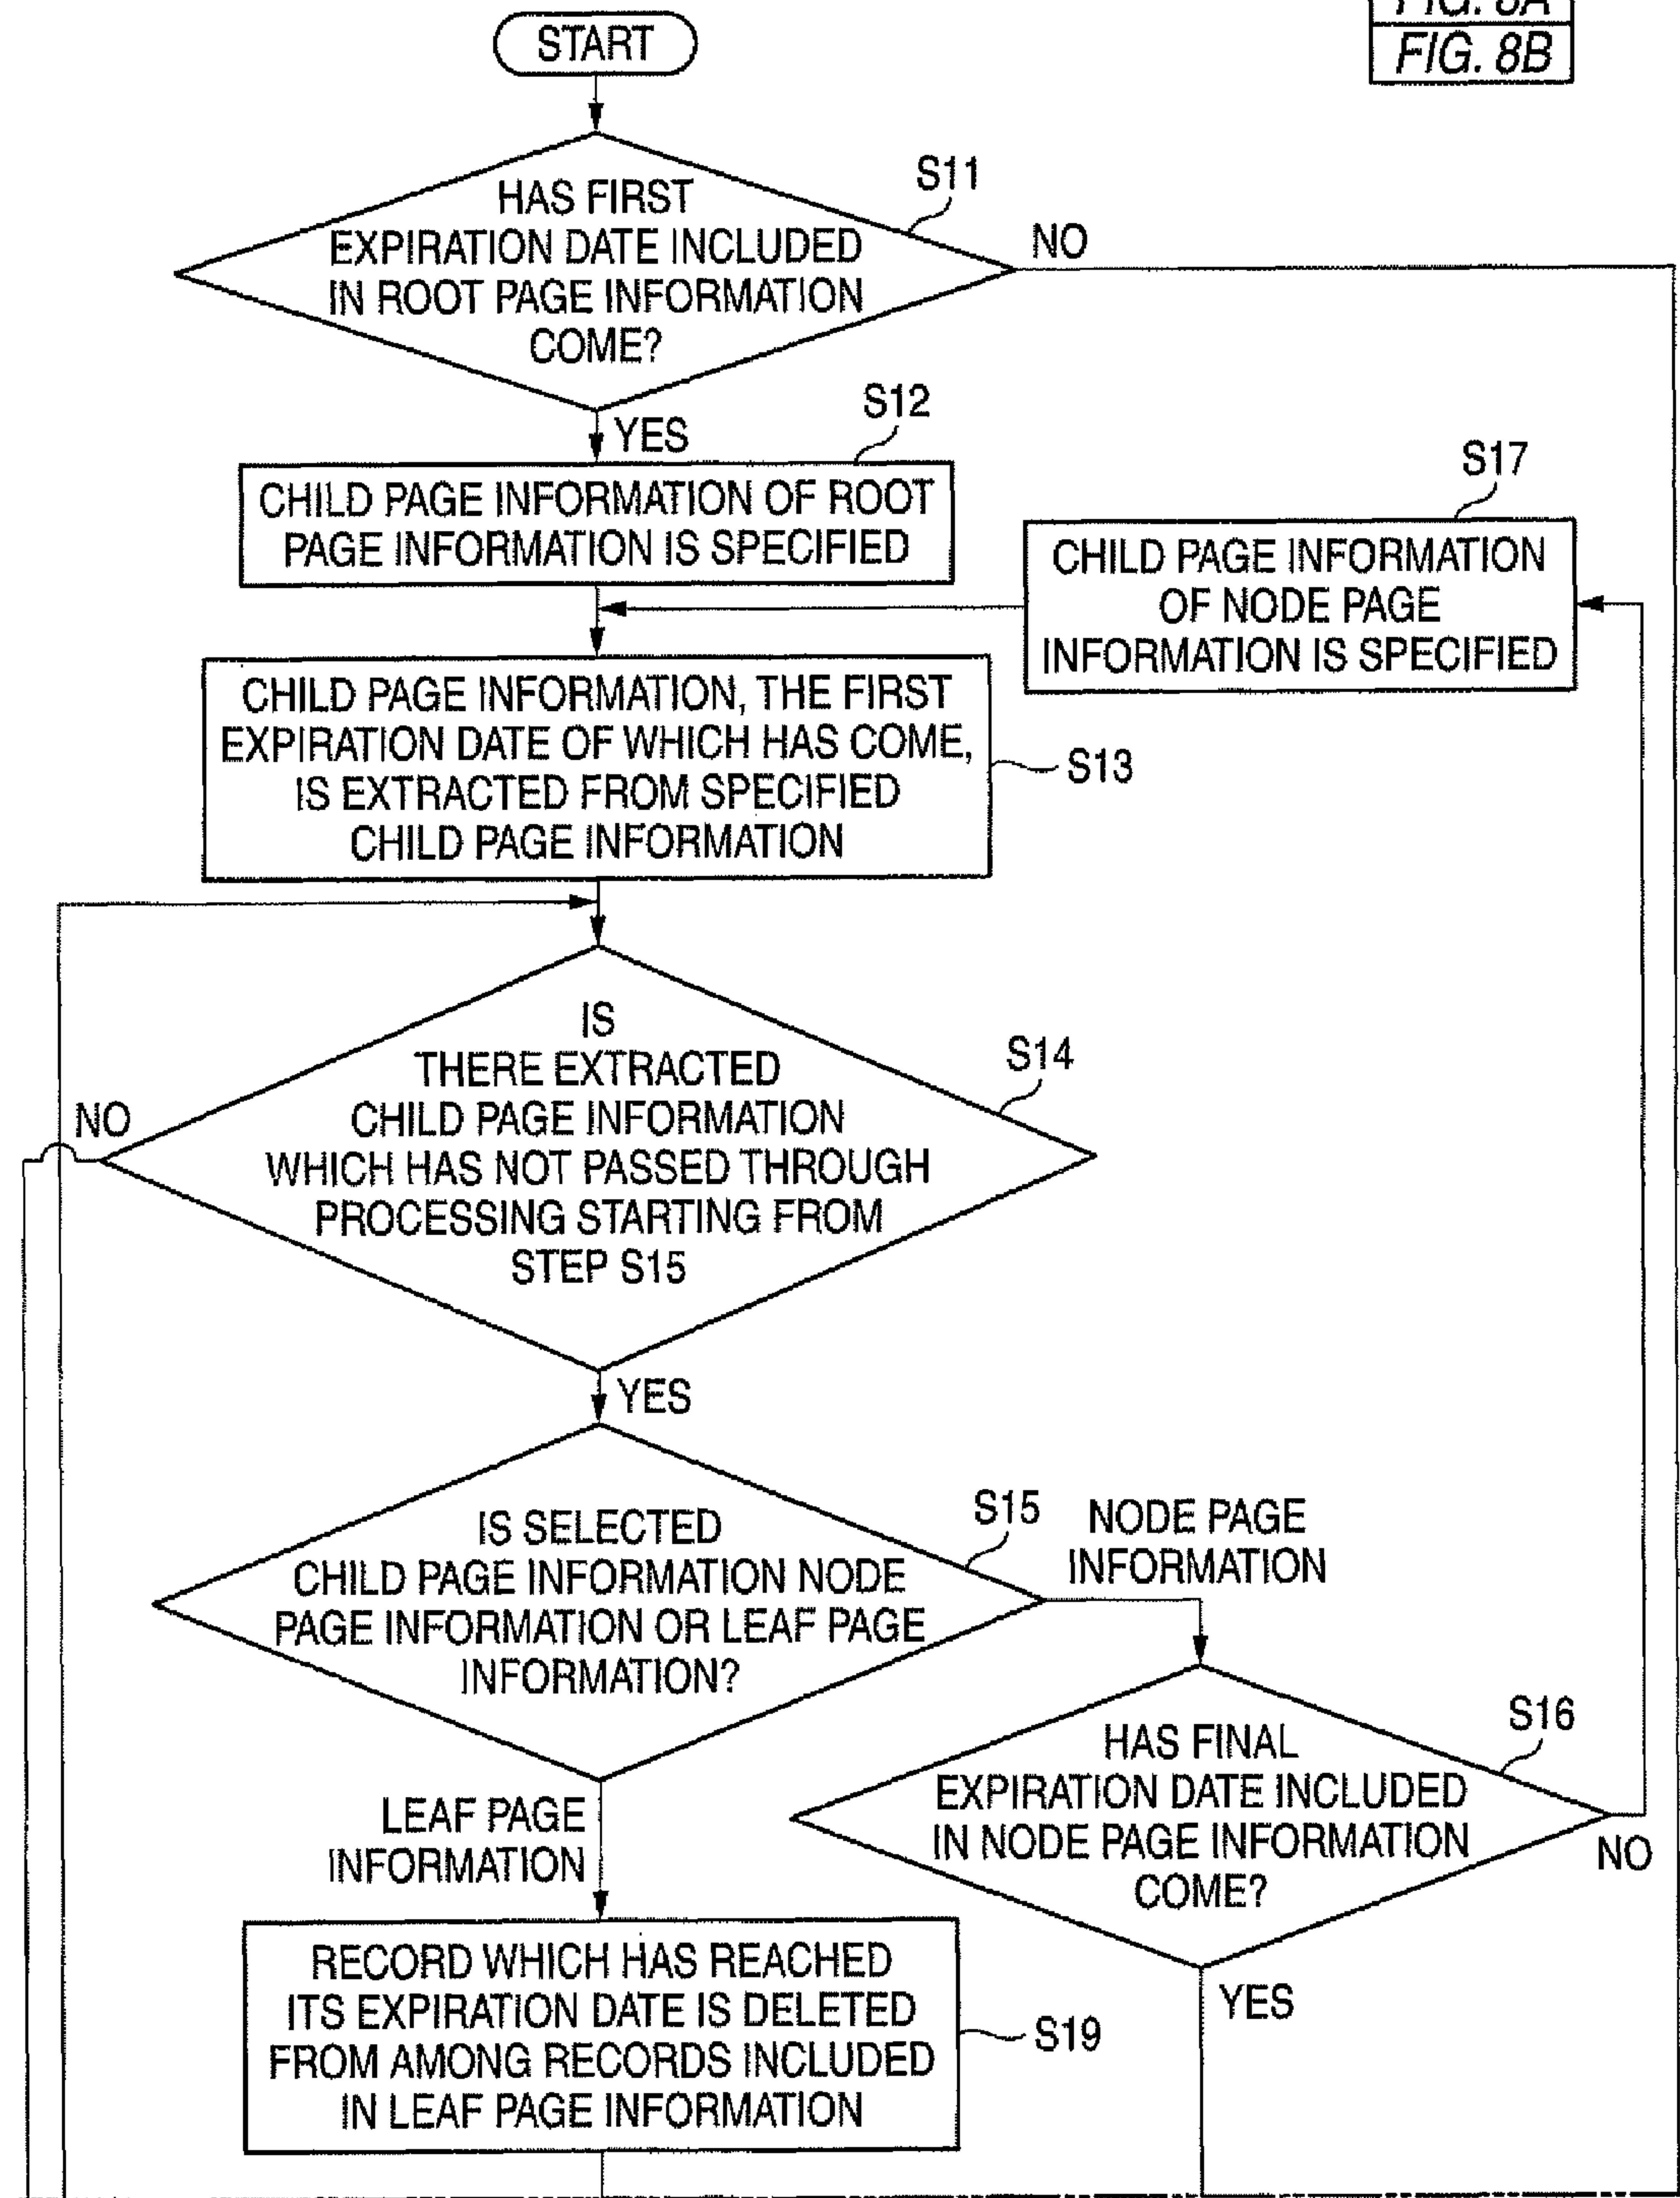 FIG. 8A
FIG. 8B
START
S11
HAS FIRST
EXPIRATION DATE INCLUDED
IN ROOT PAGE INFORMATION
COME?
NO
YES
S12
CHILD PAGE INFORMATION OF ROOT
PAGE INFORMATION IS SPECIFIED
S17
CHILD PAGE INFORMATION
OF NODE PAGE
INFORMATION IS SPECIFIED
CHILD PAGE INFORMATION, THE FIRST
EXPIRATION DATE OF WHICH HAS COME,
IS EXTRACTED FROM SPECIFIED
CHILD PAGE INFORMATION
S13
IS
THERE EXTRACTED
CHILD PAGE INFORMATION
WHICH HAS NOT PASSED THROUGH
PROCESSING STARTING FROM
STEP S15
S14
NO
YES
IS SELECTED
CHILD PAGE INFORMATION NODE
PAGE INFORMATION OR LEAF PAGE
INFORMATION?
S15
NODE PAGE
INFORMATION
LEAF PAGE
INFORMATION
S16
HAS FINAL
EXPIRATION DATE INCLUDED
IN NODE PAGE INFORMATION
COME?
NO
YES
RECORD WHICH HAS REACHED
ITS EXPIRATION DATE IS DELETED
FROM AMONG RECORDS INCLUDED
IN LEAF PAGE INFORMATION
S19